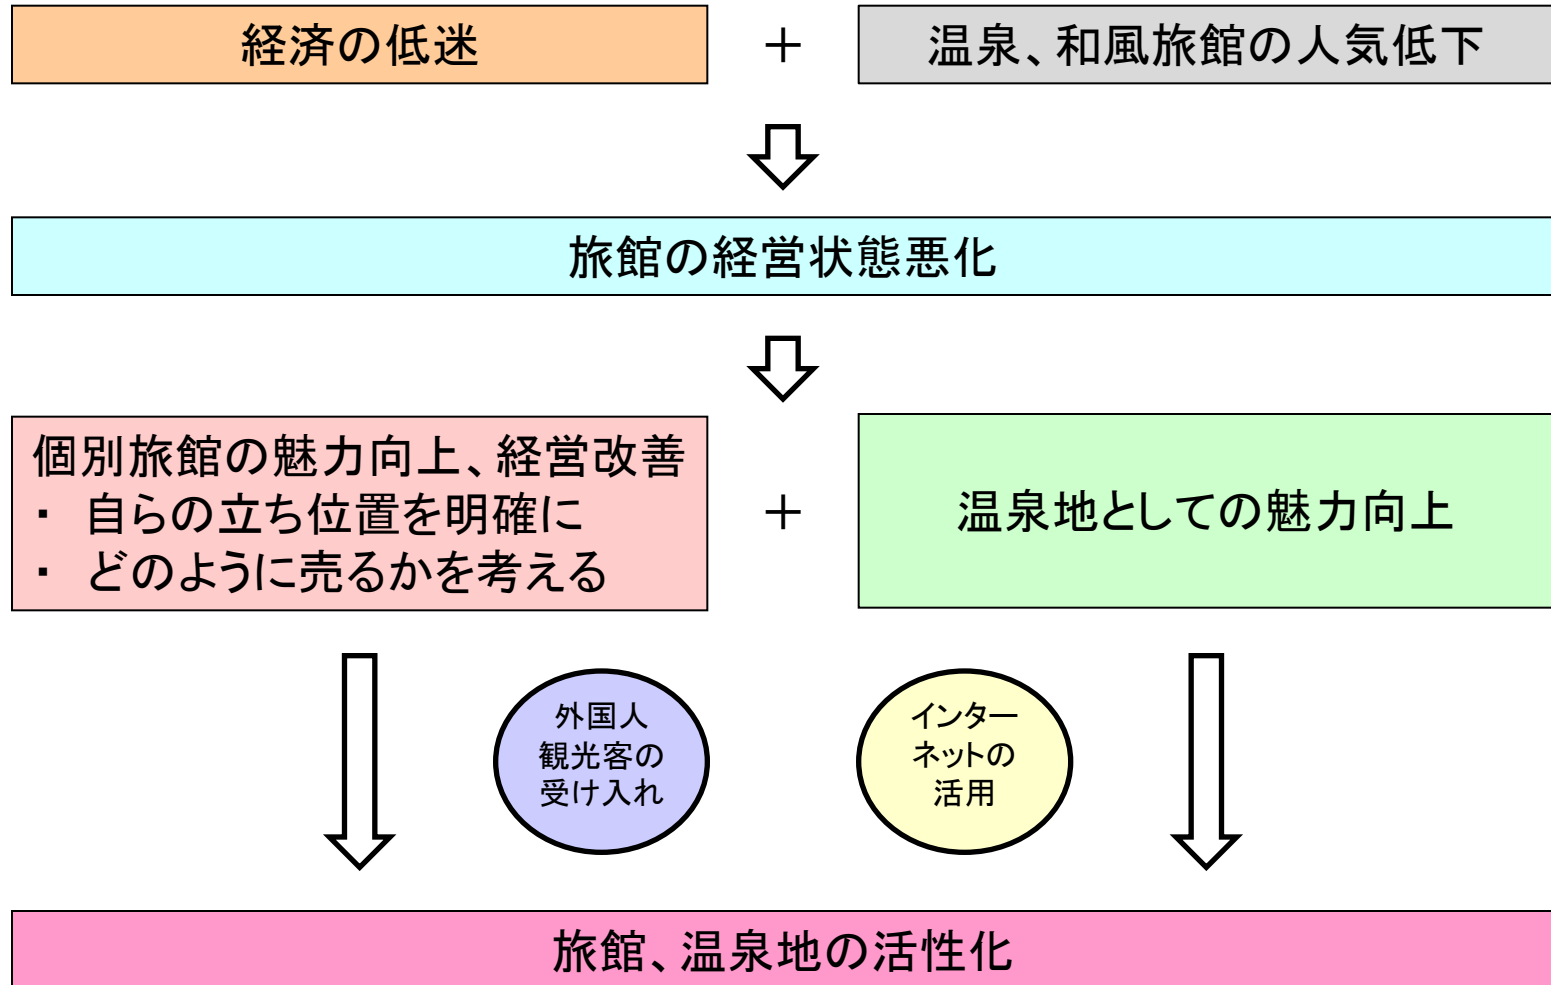 経済の低迷
+
温泉、和風旅館の人気低下
旅館の経営状態悪化
個別旅館の魅力向上、経営改善
・ 自らの立ち位置を明確に
・ どのように売るかを考える
+
温泉地としての魅力向上
外国人
観光客の
受け入れ
インター
ネットの
活用
旅館、温泉地の活性化